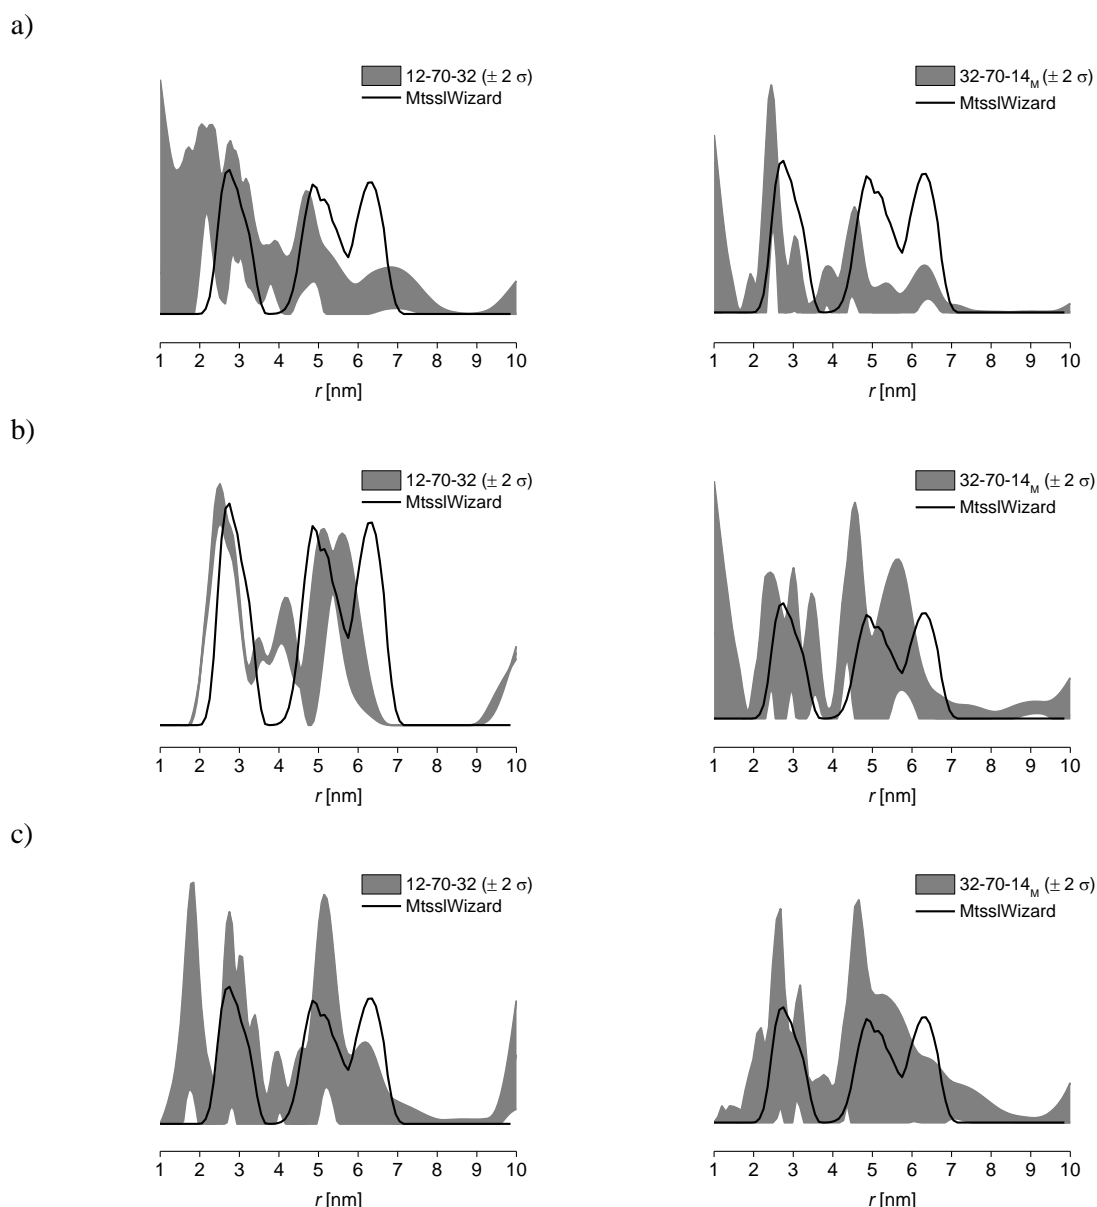 a)
12-70-32 (± 2 σ)
MtsslWizard
1 2 3 4 5 6 7 8 9 10
r [nm]
32-70-14M (± 2 σ)
MtsslWizard
1 2 3 4 5 6 7 8 9 10
r [nm]
b)
12-70-32 (± 2 σ)
MtsslWizard
1 2 3 4 5 6 7 8 9 10
r [nm]
32-70-14M (± 2 σ)
MtsslWizard
1 2 3 4 5 6 7 8 9 10
r [nm]
c)
12-70-32 (± 2 σ)
MtsslWizard
1 2 3 4 5 6 7 8 9 10
r [nm]
32-70-14M (± 2 σ)
MtsslWizard
1 2 3 4 5 6 7 8 9 10
r [nm]